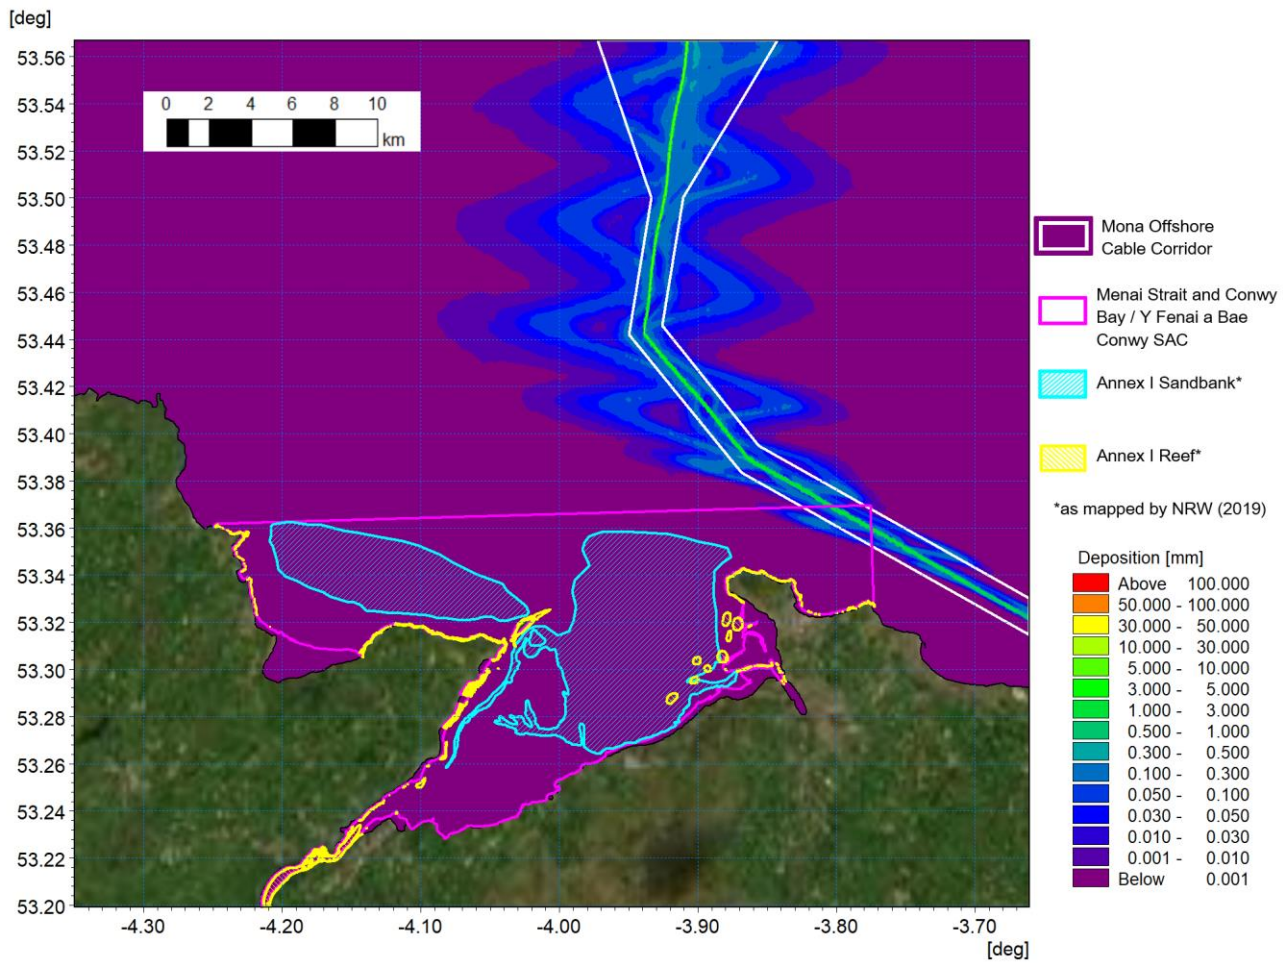 [deg]
53.56
53.54
53.52
53.50
53.48
53.46
53.44
53.42
53.40
53.38
53.36
53.34
53.32
53.30
53.28
53.26
53.24
53.22
53.20
0 2 4 6 8 10
km
-4.30 -4.20 -4.10 -4.00 -3.90 -3.80 -3.70
[deg]
Mona Offshore
Cable Corridor
Menai Strait and Conwy
Bay / Y Fenai a Bae
Conwy SAC
Annex I Sandbank*
Annex I Reef*
*as mapped by NRW (2019)
Deposition [mm]
Above 100.000
50.000 - 100.000
30.000 - 50.000
10.000 - 30.000
5.000 - 10.000
3.000 - 5.000
1.000 - 3.000
0.500 - 1.000
0.300 - 0.500
0.100 - 0.300
0.050 - 0.100
0.030 - 0.050
0.010 - 0.030
0.001 - 0.010
Below 0.001